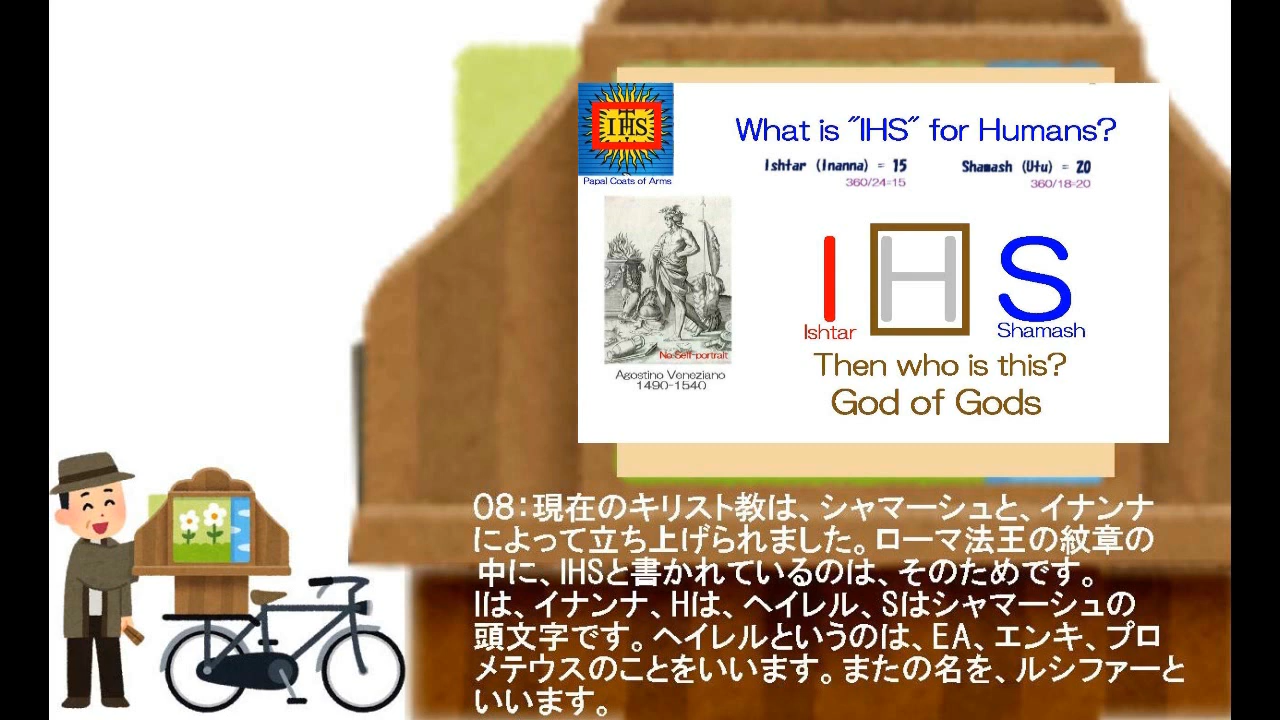 IHS
Papal Coats of Arms
What is "IHS" for Humans?
Ishtar (Inanna) = 15
360/24=15
Shamash (Utu) = 20
360/18=20
No:Self-portrait
Agostino Veneziano
1490-1540
I H S
Ishtar
Shamash
Then who is this?
God of Gods
08：現在のキリスト教は、シャマーシュと、イナンナ
によって立ち上げられました。ローマ法王の紋章の
中に、IHSと書かれているのは、そのためです。
Iは、イナンナ、Hは、ヘイレル、Sはシャマーシュの
頭文字です。ヘイレルというのは、EA、エンキ、プロ
メテウスのことをいいます。またの名を、ルシファーと
いいます。